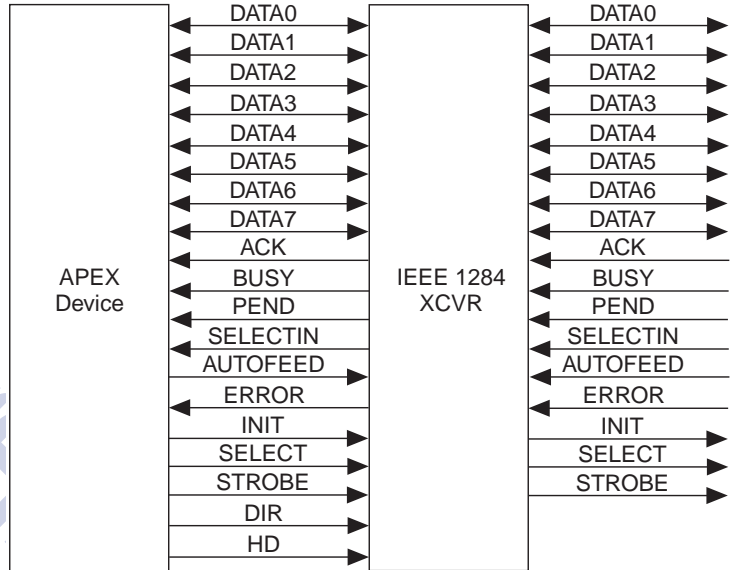 DATA0 DATA0
DATA1 DATA1
DATA2 DATA2
DATA3 DATA3
DATA4 DATA4
DATA5 DATA5
DATA6 DATA6
DATA7 DATA7
ACK ACK
APEX BUSY IEEE 1284 BUSY
Device PEND XCVR PEND
SELECTIN SELECTIN
AUTOFEED AUTOFEED
ERROR ERROR
INIT INIT
SELECT SELECT
STROBE STROBE
DIR
HD